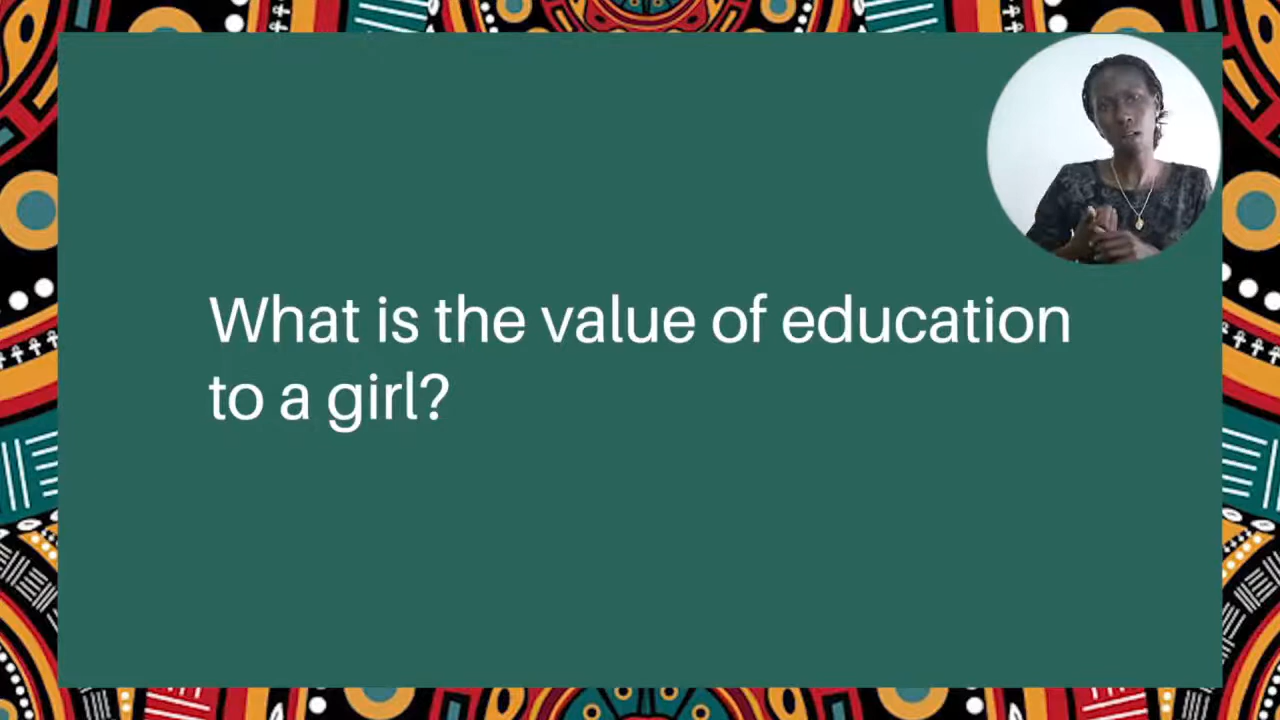 What is the value of education
to a girl?